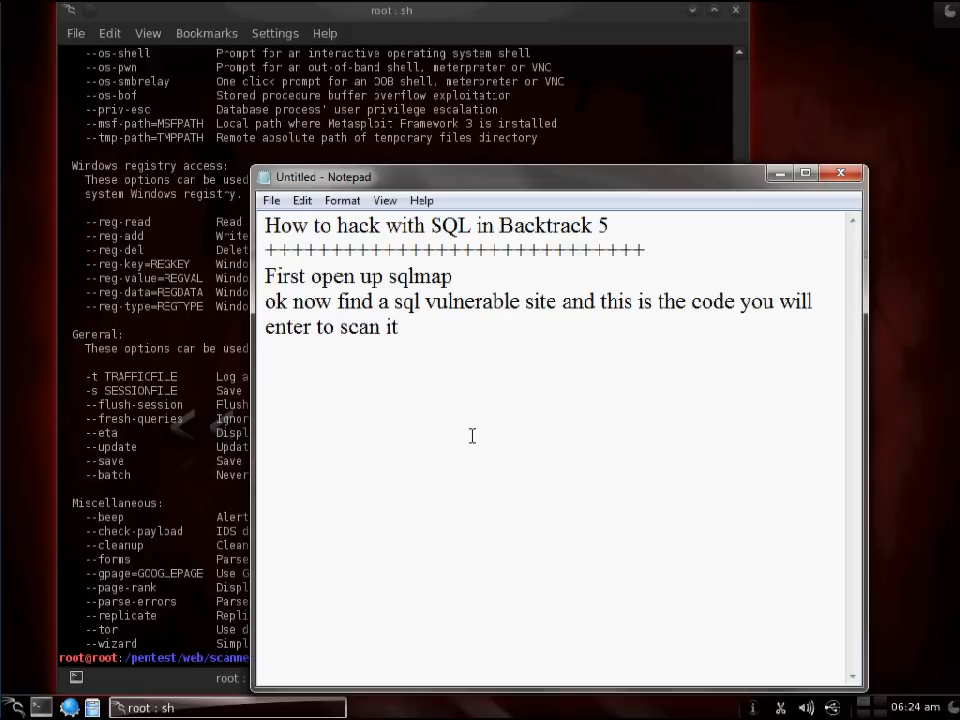 root : sh
File Edit View Bookmarks Settings Help
--os-shell Prompt for an interactive operating system shell
--os-pwn Prompt for an out-of-band shell, meterpreter or VNC
--os-smbrelay One click prompt for an OOB shell, meterpreter or VNC
--os-bof Stored procecure buffer overflow exploitation
--priv-esc Database process' user privilege escalation
--msf-path=MSFPATH Local path where Metasploit Framework 3 is installed
--tmp-path=TMPPATH Remote absolute path of temporary files directory
Windows registry access:
These options can be used
system Windows registry.
--reg-read Read
--reg-add Write
--reg-del Delet
--reg-key=REGKEY Windo
--reg-value=REGVAL Windo
--reg-data=REGDATA Windo
--reg-type=REGTYPE Windo
General:
These options can be used
-t TRAFFICFILE Log a
-s SESSIONFILE Save
--flush-session Flush
--fresh-queries Ignor
--eta Displ
--update Updat
--save Save
--batch Never
Miscellaneous:
--beep Alert
--check-payload IDS d
--cleanup Clean
--forms Parse
--gpage=GOOGLEPAGE Use G
--page-rank Displ
--parse-errors Parse
--replicate Repli
--tor Use d
--wizard Simpl
root@root:/pentest/web/scanne
root :
Untitled - Notepad
File Edit Format View Help
How to hack with SQL in Backtrack 5
+++++++++++++++++++++++++++++
First open up sqlmap
ok now find a sql vulnerable site and this is the code you will
enter to scan it
root : sh
06:24 am